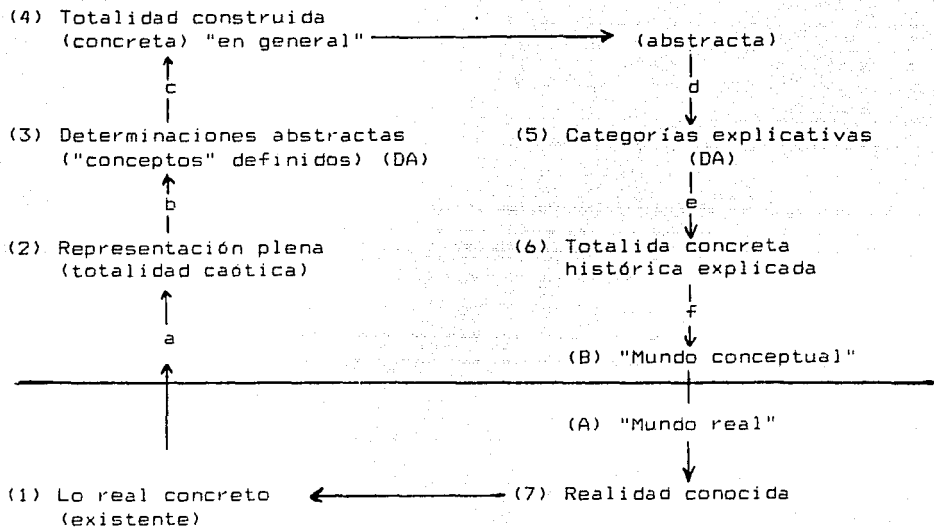 (4) Totalidad construida
(concreta) "en general"
(abstracta)
c
d
(3) Determinaciones abstractas
("conceptos" definidos) (DA)
(5) Categorías explicativas
(DA)
b
e
(2) Representación plena
(totalidad caótica)
(6) Totalida concreta
histórica explicada
a
f
(B) "Mundo conceptual"
(A) "Mundo real"
(1) Lo real concreto
(existente)
(7) Realidad conocida